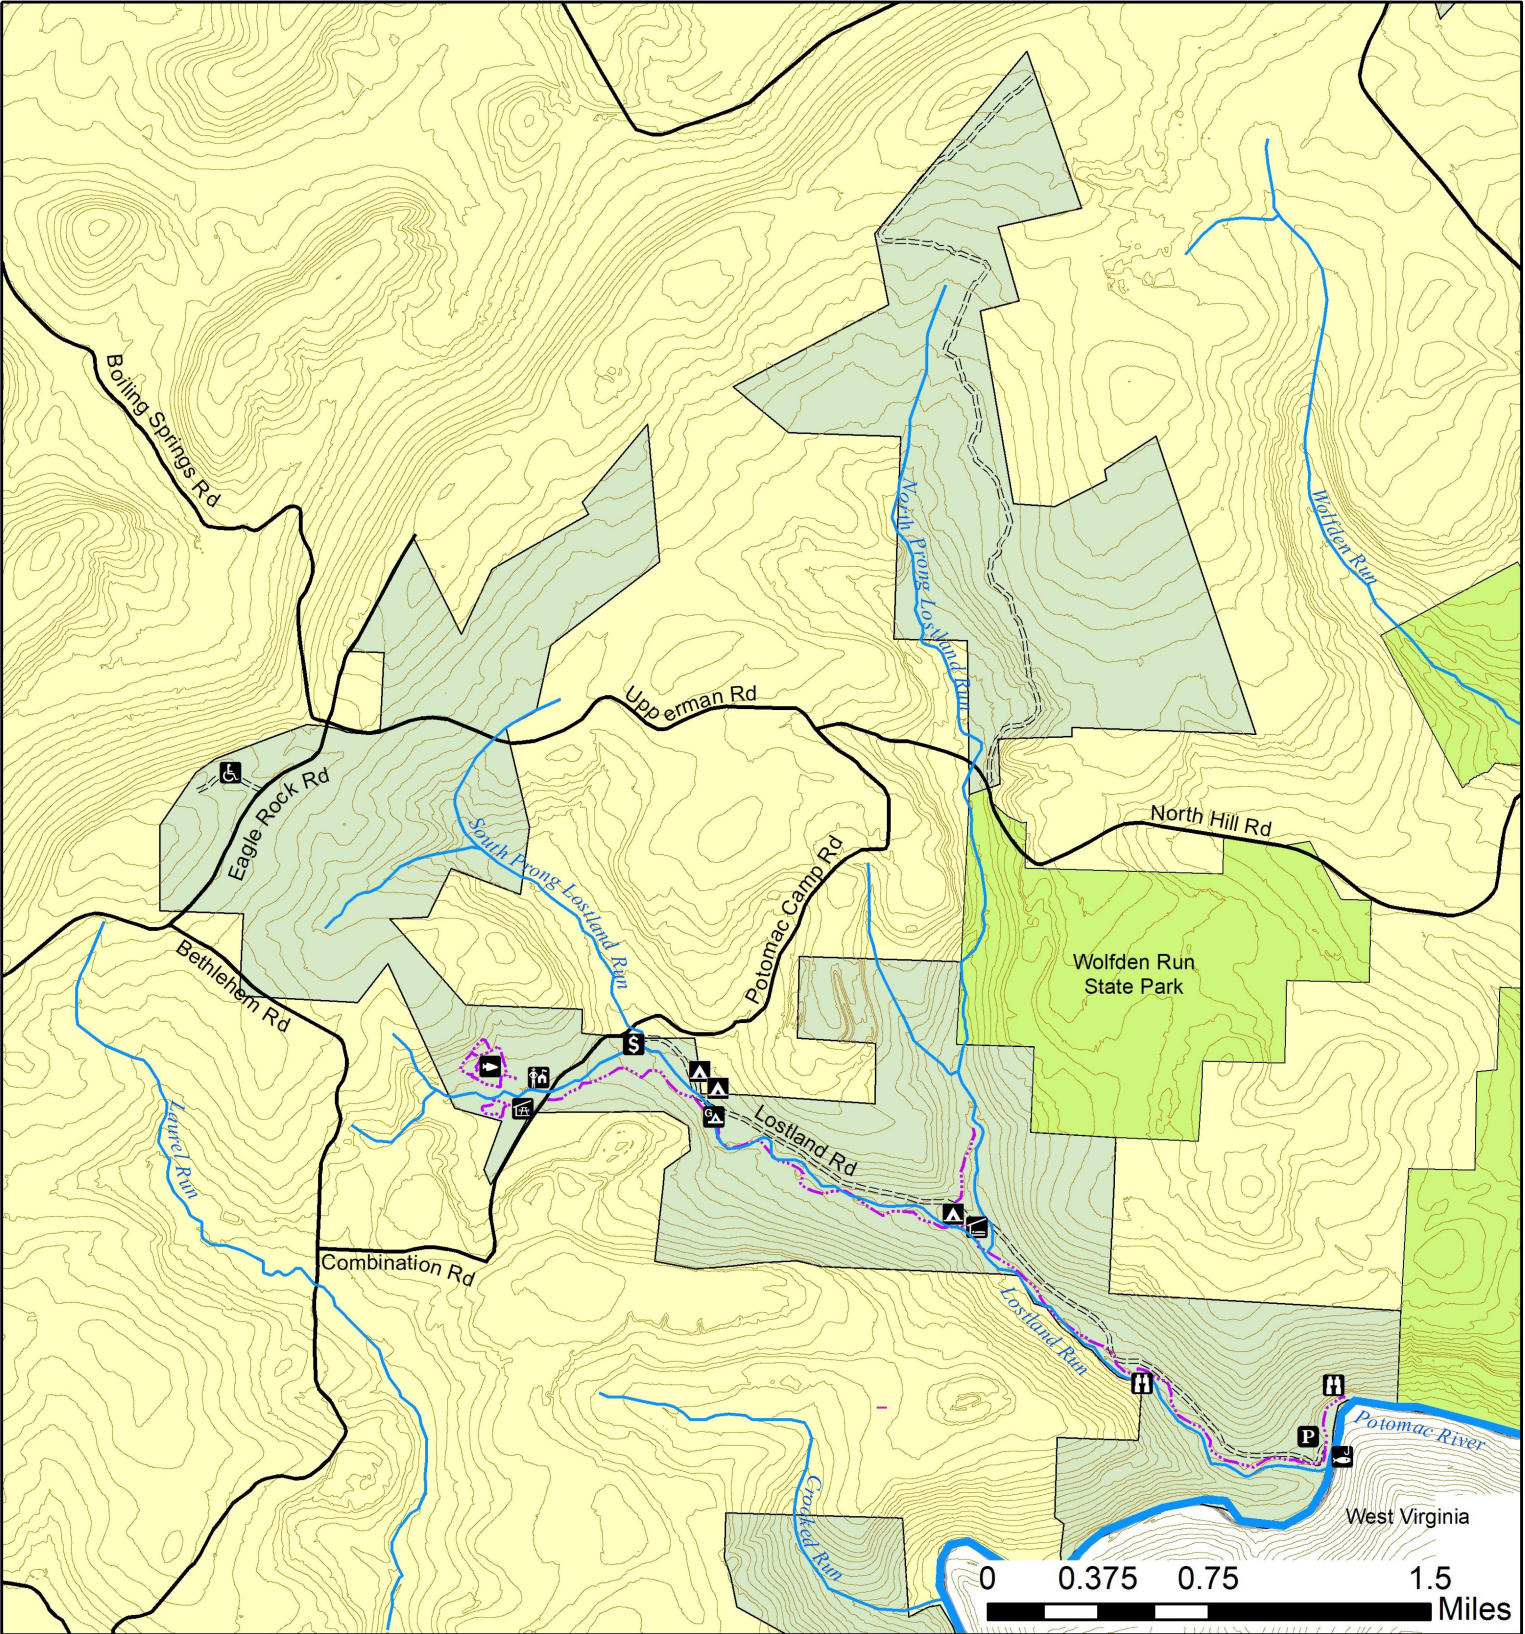 Boiling Springs Rd
North Prong Lostland Run
Wolfden Run
Upp erman Rd
Eagle Rock Rd
North Hill Rd
South Prong Lostland Run
Potomac Camp Rd
Bethlehem Rd
Wolfden Run
State Park
$
G
Laurel Run
Lostland Rd
Combination Rd
Lostland Run
P
Potomac River
Crooked Run
West Virginia
0 0.375 0.75 1.5
Miles